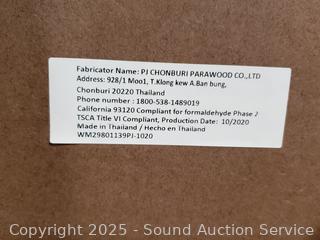 Fabricator Name: PJ CHONBURI PARAWOOD CO.,LTD
Address: 928/1 Moo1, T.Klong kew A.Ban bung,
Chonburi 20220 Thailand
Phone number : 1800-538-1489019
California 93120 Compliant for formaldehyde Phase 2
TSCA Title VI Compliant, Production Date: 10/2020
Made in Thailand / Hecho en Thailand
WM29801139PJ-1020
Copyright 2025 - Sound Auction Service